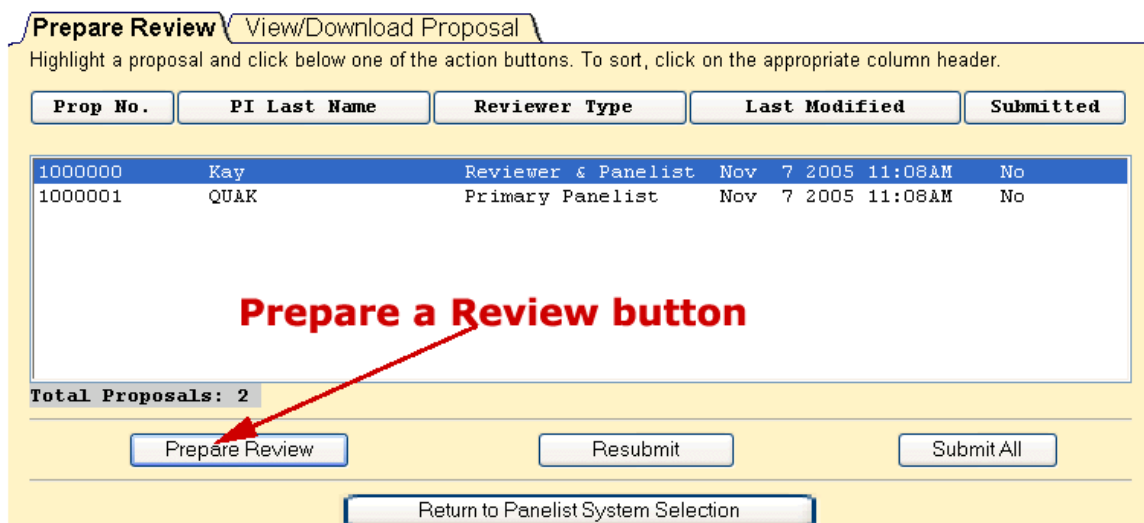 Prepare Review View/Download Proposal
Highlight a proposal and click below one of the action buttons. To sort, click on the appropriate column header.
Prop No. PI Last Name Reviewer Type Last Modified Submitted
1000000 Kay Reviewer & Panelist Nov 7 2005 11:08AM No
1000001 QUAK Primary Panelist Nov 7 2005 11:08AM No
Prepare a Review button
Total Proposals: 2
Prepare Review Resubmit Submit All
Return to Panelist System Selection